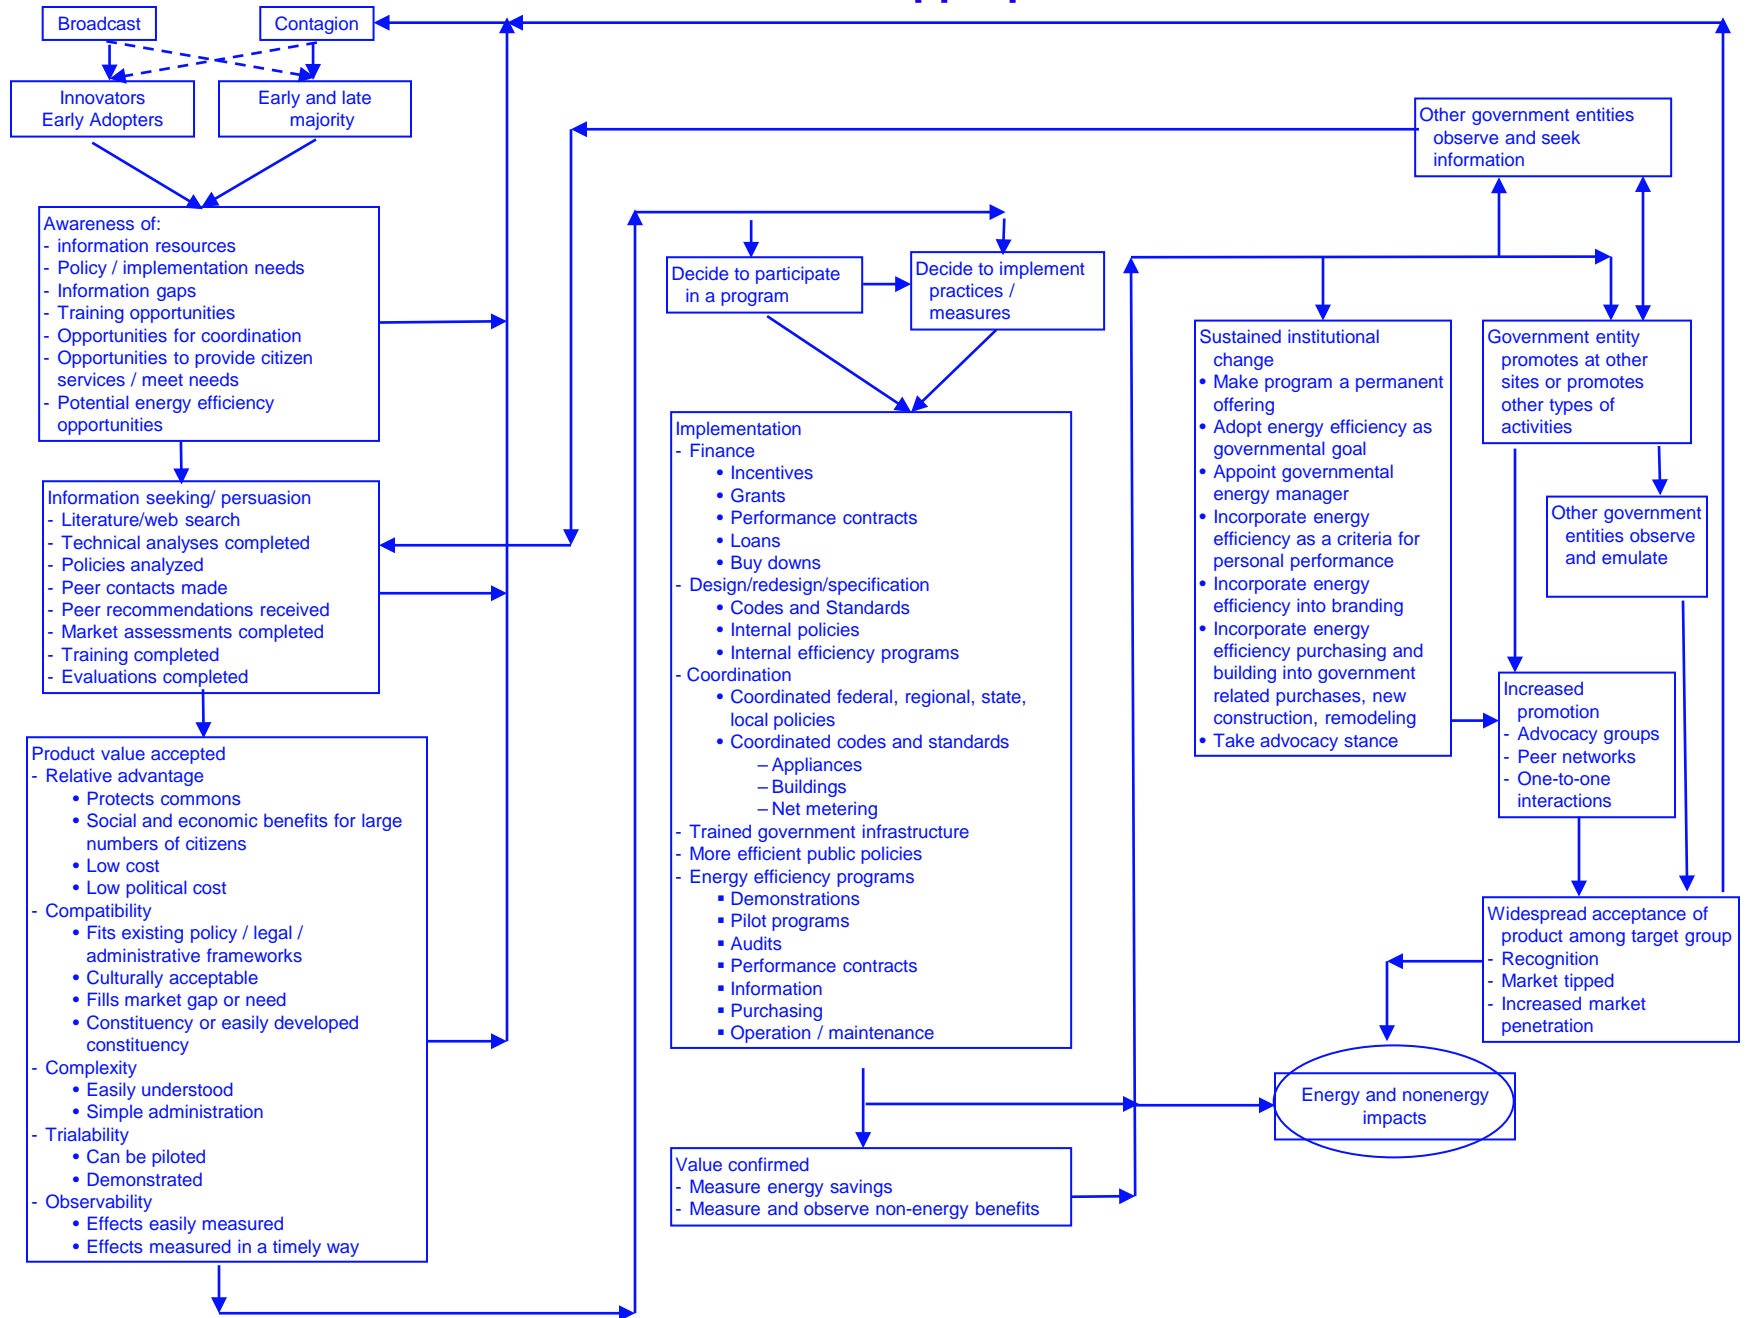 Broadcast
Contagion
Innovators
Early Adopters
Early and late
majority
Awareness of:
- information resources
- Policy / implementation needs
- Information gaps
- Training opportunities
- Opportunities for coordination
- Opportunities to provide citizen
services / meet needs
- Potential energy efficiency
opportunities
Information seeking/ persuasion
- Literature/web search
- Technical analyses completed
- Policies analyzed
- Peer contacts made
- Peer recommendations received
- Market assessments completed
- Training completed
- Evaluations completed
Product value accepted
- Relative advantage
• Protects commons
• Social and economic benefits for large
numbers of citizens
• Low cost
• Low political cost
- Compatibility
• Fits existing policy / legal /
administrative frameworks
• Culturally acceptable
• Fills market gap or need
• Constituency or easily developed
constituency
- Complexity
• Easily understood
• Simple administration
- Trialability
• Can be piloted
• Demonstrated
- Observability
• Effects easily measured
• Effects measured in a timely way
Decide to participate
in a program
Decide to implement
practices /
measures
Implementation
- Finance
• Incentives
• Grants
• Performance contracts
• Loans
• Buy downs
- Design/redesign/specification
• Codes and Standards
• Internal policies
• Internal efficiency programs
- Coordination
• Coordinated federal, regional, state,
local policies
• Coordinated codes and standards
– Appliances
– Buildings
– Net metering
- Trained government infrastructure
- More efficient public policies
- Energy efficiency programs
▪ Demonstrations
▪ Pilot programs
▪ Audits
▪ Performance contracts
▪ Information
▪ Purchasing
▪ Operation / maintenance
Value confirmed
- Measure energy savings
- Measure and observe non-energy benefits
Other government entities
observe and seek
information
Sustained institutional
change
• Make program a permanent
offering
• Adopt energy efficiency as
governmental goal
• Appoint governmental
energy manager
• Incorporate energy
efficiency as a criteria for
personal performance
• Incorporate energy
efficiency into branding
• Incorporate energy
efficiency purchasing and
building into government
related purchases, new
construction, remodeling
• Take advocacy stance
Government entity
promotes at other
sites or promotes
other types of
activities
Other government
entities observe
and emulate
Increased
promotion
- Advocacy groups
- Peer networks
- One-to-one
interactions
Widespread acceptance of
product among target group
- Recognition
- Market tipped
- Increased market
penetration
Energy and nonenergy
impacts